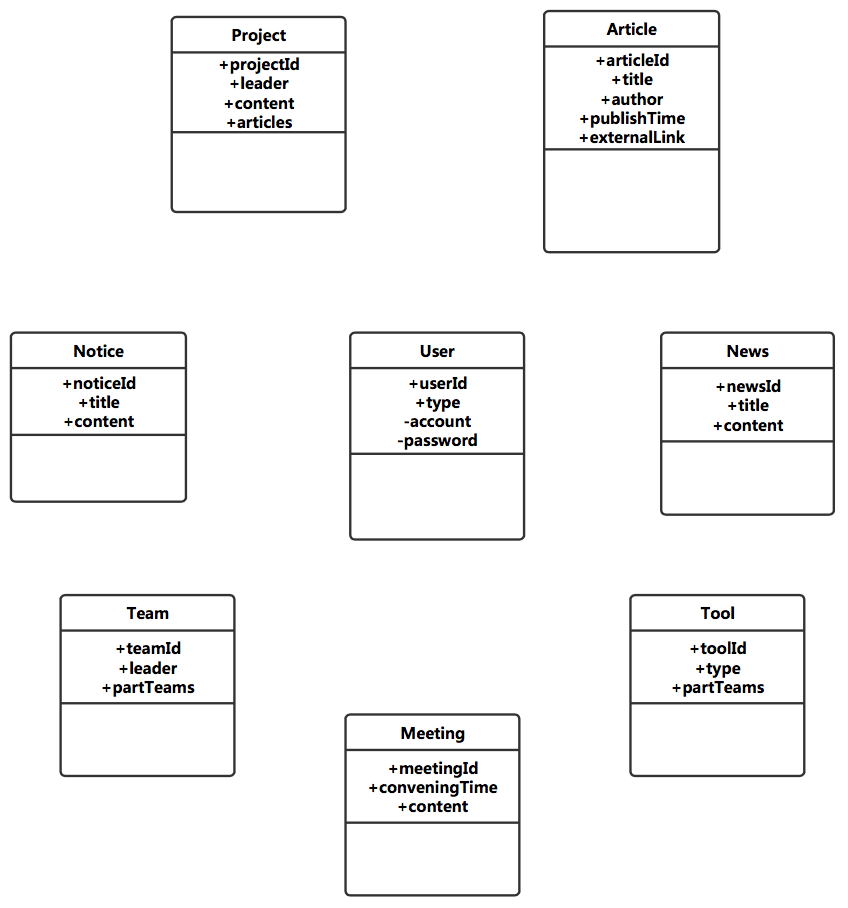 Project
+projectId
+leader
+content
+articles
Article
+articleId
+title
+author
+publishTime
+externalLink
Notice
+noticeId
+title
+content
User
+userId
+type
-account
-password
News
+newsId
+title
+content
Team
+teamId
+leader
+partTeams
Tool
+toolId
+type
+partTeams
Meeting
+meetingId
+conveningTime
+content